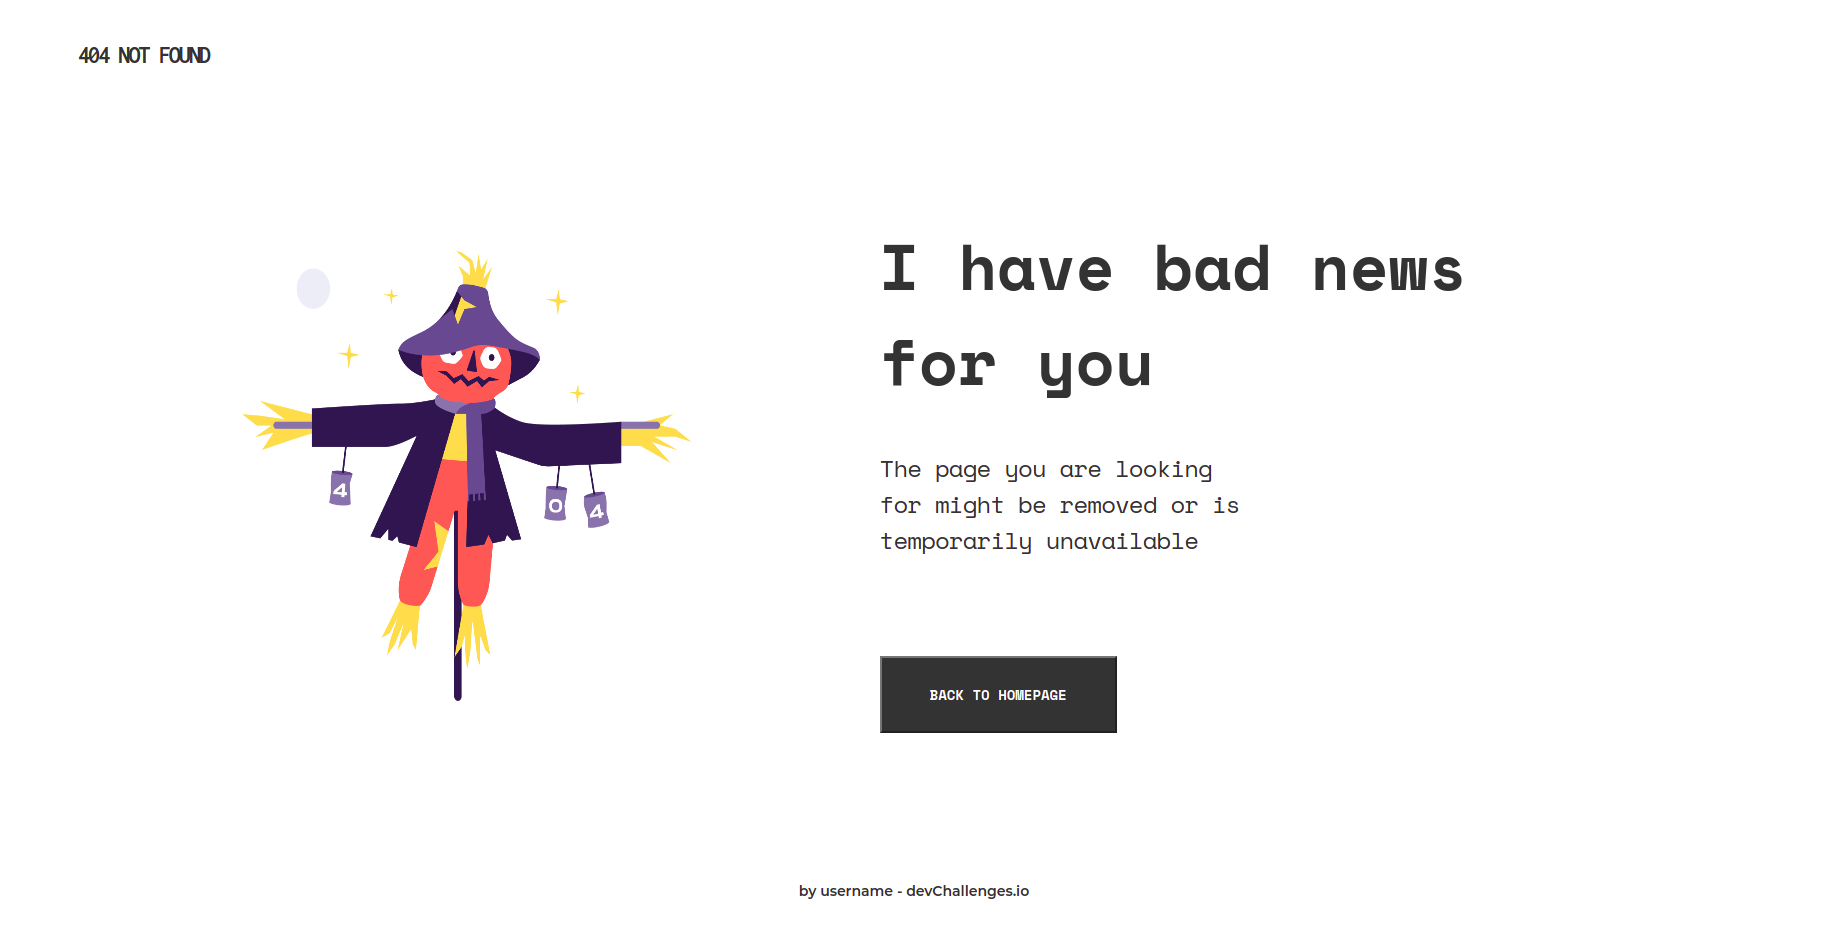 404 NOT FOUND
I have bad news
for you
The page you are looking
for might be removed or is
temporarily unavailable
4
0
4
BACK TO HOMEPAGE
by username - devChallenges.io